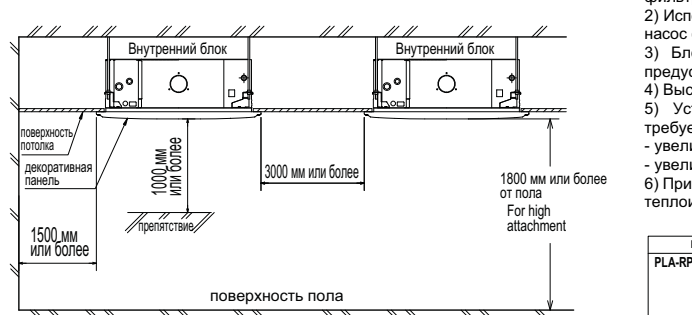 Внутренний блок
Внутренний блок
поверхность
потолка
декоративная
панель
1000 мм
или более
3000 мм или более
препятствие
1500 мм
или более
1800 мм или более
от пола
For high
attachment
поверхность пола
2) Исп
насос
3) Бл
предус
4) Выс
5) Ус
требуе
- увели
- увели
6) При
тепло
PLA-RP